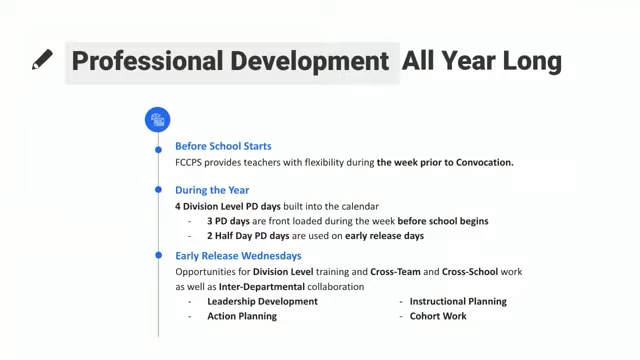 Professional Development All Year Long
Before School Starts
FCCPS provides teachers with flexibility during the week prior to Convocation.
During the Year
4 Division Level PD days built into the calendar
- 3 PD days are front loaded during the week before school begins
- 2 Half Day PD days are used on early release days
Early Release Wednesdays
Opportunities for Division Level training and Cross-Team and Cross-School work
as well as Inter-Departmental collaboration
- Leadership Development - Instructional Planning
- Action Planning - Cohort Work